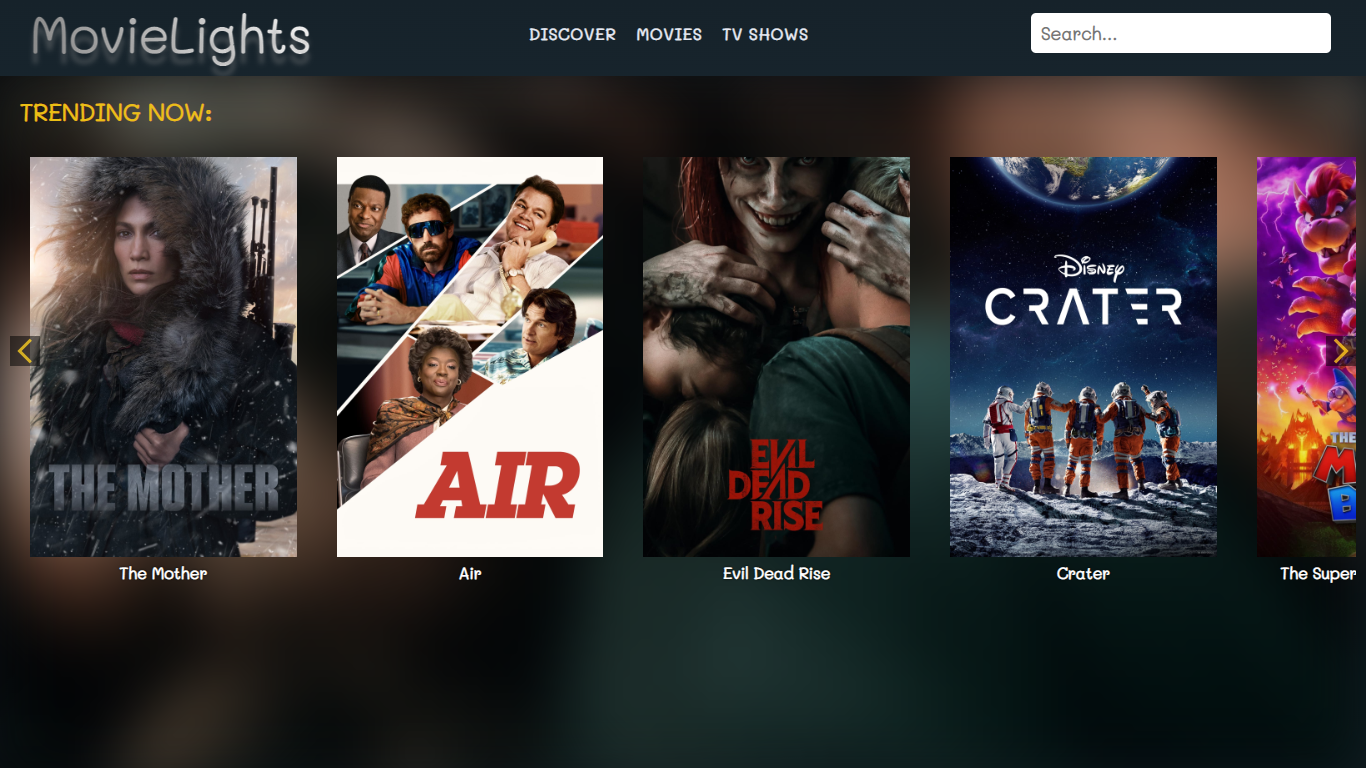 MovieLights
DISCOVER MOVIES TV SHOWS
Search...
TRENDING NOW:
THE MOTHER
AIR
EVIL
DEAD
RISE
Disney
CRATER
THE
The Mother
Air
Evil Dead Rise
Crater
The Super